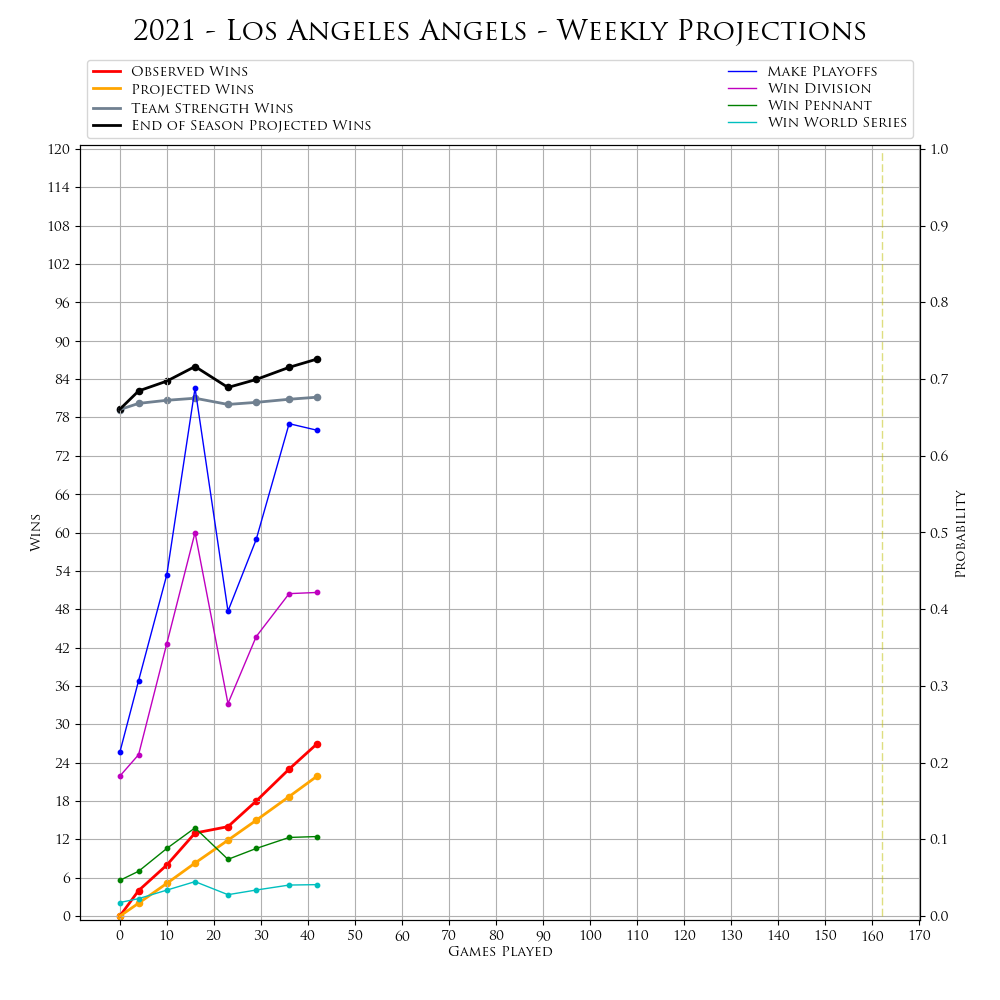 2021 - Los Angeles Angels - Weekly Projections
Observed Wins
Projected Wins
Team Strength Wins
End of Season Projected Wins
Make Playoffs
Win Division
Win Pennant
Win World Series
120
114
108
102
96
90
84
78
72
66
60
54
48
42
36
30
24
18
12
6
0
Wins
1.0
0.9
0.8
0.7
0.6
0.5
0.4
0.3
0.2
0.1
0.0
Probability
0 10 20 30 40 50 60 70 80 90 100 110 120 130 140 150 160 170
Games Played